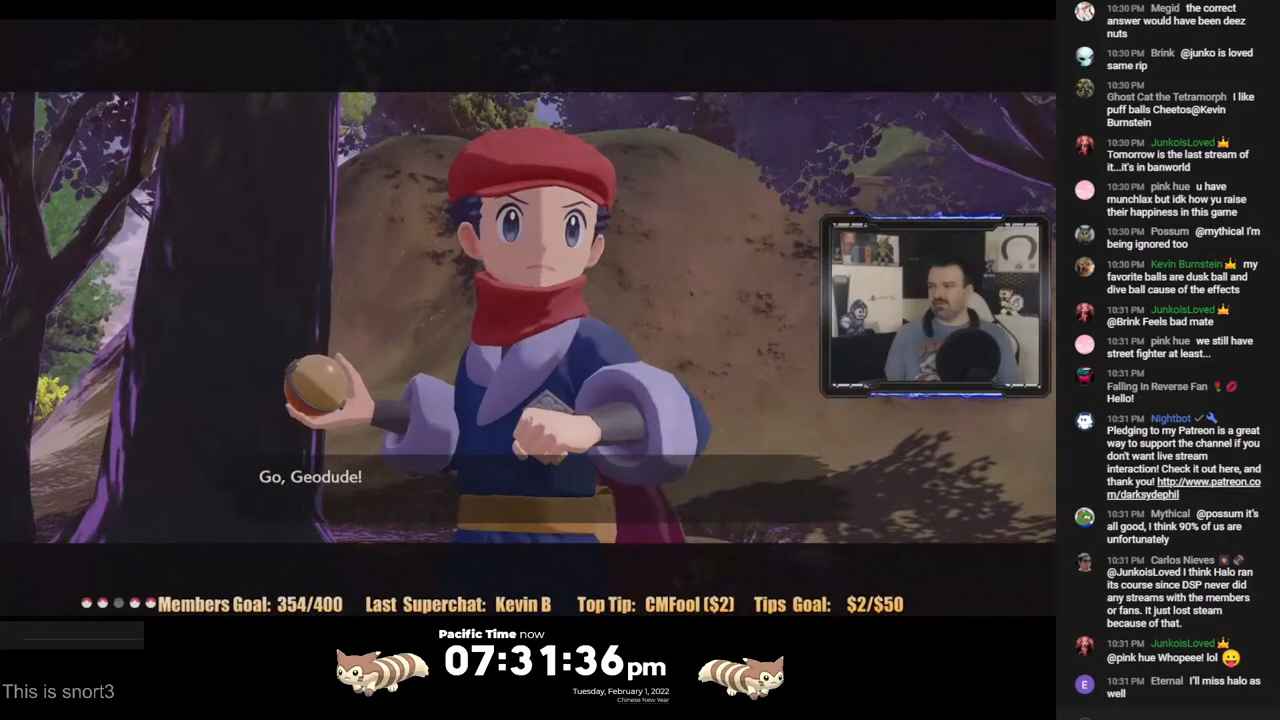 Go, Geodude!
Members Goal: 354/400 Last Superchat: Kevin B Top Tip: CMFool ($2) Tips Goal: $2/$50
Pacific Time now
07:31:36pm
Tuesday, February 1, 2022
Chinese New Year
This is snort3
10:30 PM Megid the correct
answer would have been deez
nuts
10:30 PM Brink @junko is loved
same rip
10:30 PM
Ghost Cat the Tetramorph I like
puff balls Cheetos@Kevin
Burnstein
10:30 PM JunkoisLoved
Tomorrow is the last stream of
it...it's in banworld
10:30 PM pink hue u have
munchlax but idk how yu raise
their happiness in this game
10:30 PM Possum @mythical I'm
being ignored too
10:30 PM Kevin Burnstein my
favorite balls are dusk ball and
dive ball cause of the effects
10:31 PM JunkoisLoved
@Brink Feels bad mate
10:31 PM pink hue we still have
street fighter at least...
10:31 PM
Falling In Reverse Fan
Hello!
10:31 PM Nightbot
Pledging to my Patreon is a great
way to support the channel if you
don't want live stream
interaction! Check it out here, and
thank you! http://www.patreon.co
m/darksydephil
10:31 PM Mythical @possum it's
all good, I think 90% of us are
unfortunately
10:31 PM Carlos Nieves
@JunkoisLoved I think Halo ran
its course since DSP never did
any streams with the members
or fans. It just lost steam
because of that.
10:31 PM JunkoisLoved
@pink hue Whopeee! lol
10:31 PM Eternal I'll miss halo as
well
E